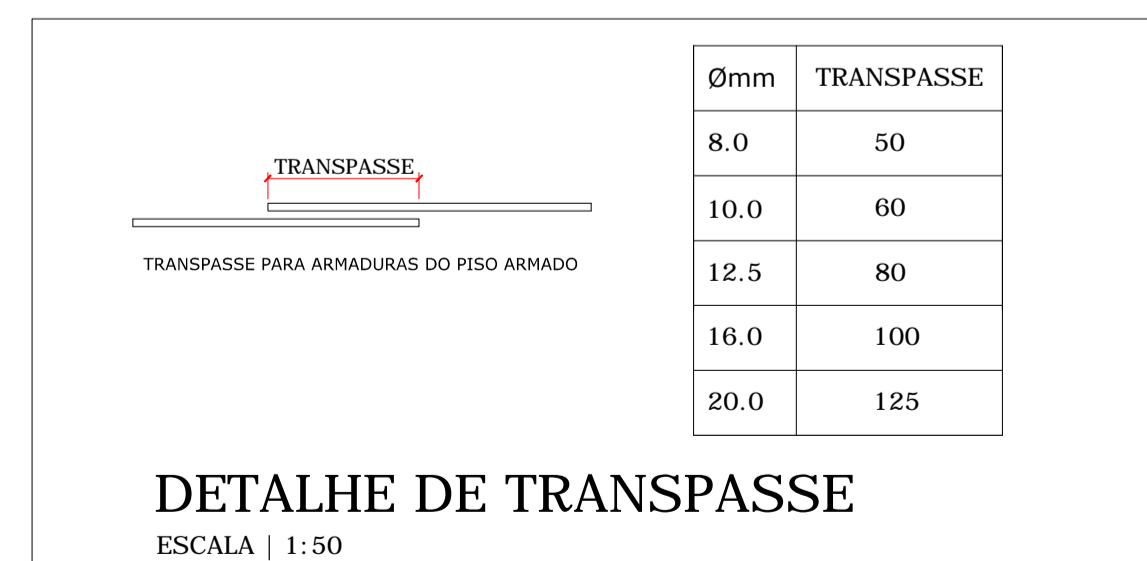 TRANSPASSE
TRANSPASSE PARA ARMADURAS DO PISO ARMADO
Ømm TRANSPASSE
8.0 50
10.0 60
12.5 80
16.0 100
20.0 125
DETALHE DE TRANSPASSE
ESCALA | 1:50